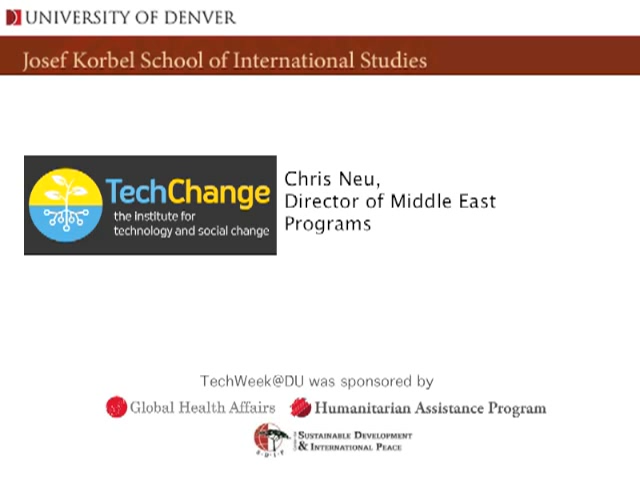 UNIVERSITY OF DENVER
Josef Korbel School of International Studies
TechChange
the institute for
technology and social change
Chris Neu,
Director of Middle East
Programs
TechWeek@DU was sponsored by
Global Health Affairs
Humanitarian Assistance Program
SUSTAINABLE DEVELOPMENT
& INTERNATIONAL PEACE